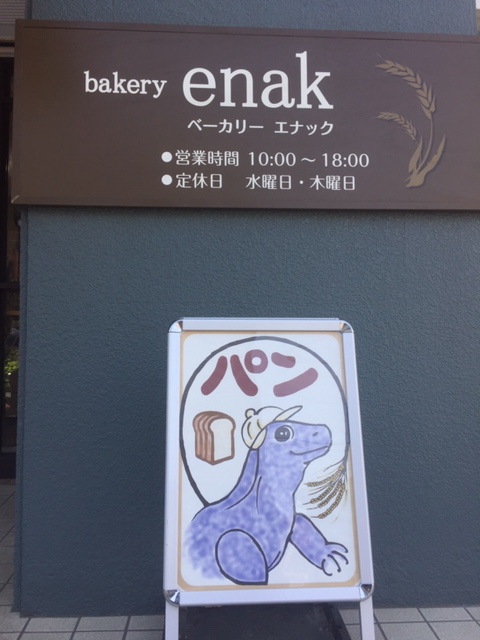 bakery enak
ベーカリー エナック
●営業時間 10:00～18:00
●定休日 水曜日・木曜日
パン